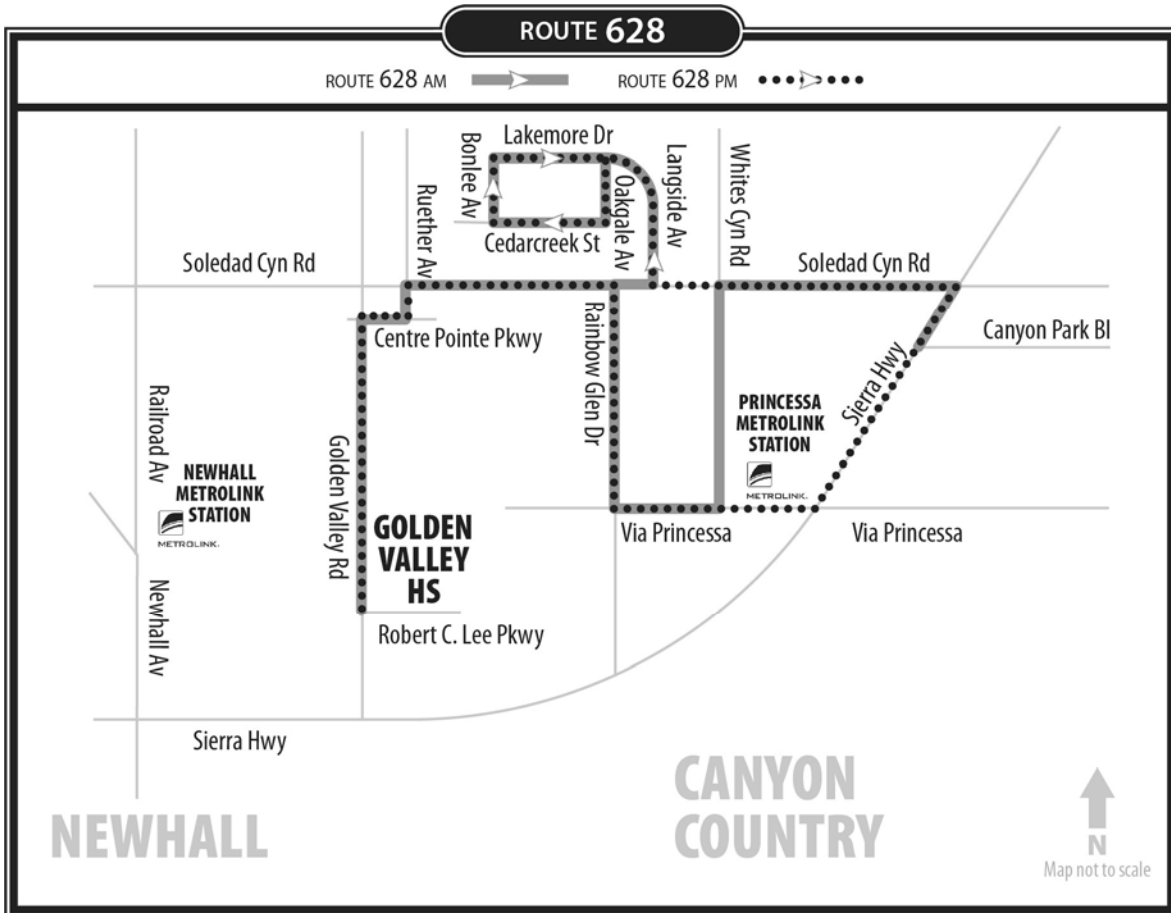 ROUTE 628
ROUTE 628 AM
ROUTE 628 PM
Lakemore Dr
Bonlee Av
Ruether Av
Cedarcreek St
Oakgale Av
Langside Av
Whites Cyn Rd
Soledad Cyn Rd
Soledad Cyn Rd
Centre Pointe Pkwy
Rainbow Glen Dr
Canyon Park Bl
Sierra Hwy
Railroad Av
NEWHALL
METROLINK
STATION
METROLINK.
Golden Valley Rd
GOLDEN
VALLEY
HS
PRINCESSA
METROLINK
STATION
METROLINK.
Via Princessa
Via Princessa
Newhall Av
Robert C. Lee Pkwy
Sierra Hwy
NEWHALL
CANYON
COUNTRY
N
Map not to scale